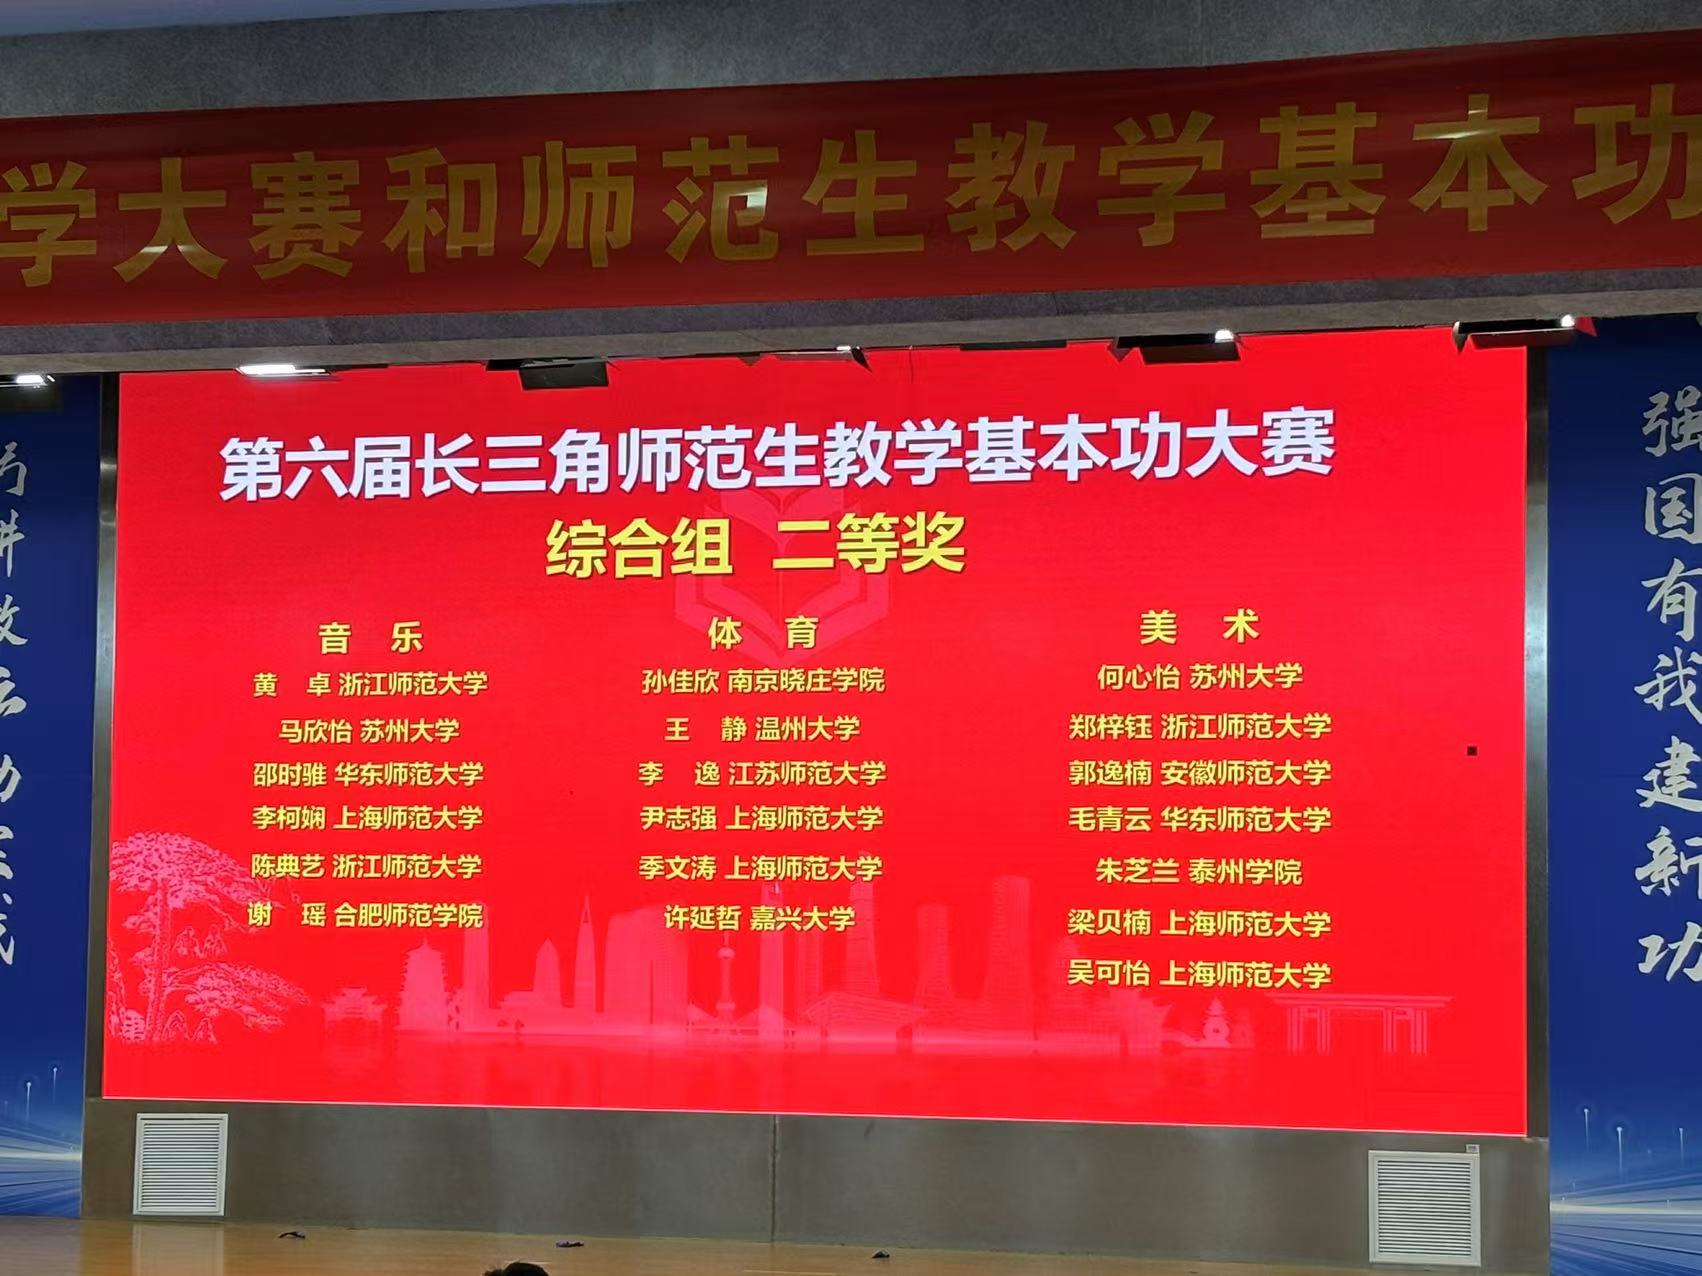 学大赛和师范生教学基本功
第六届长三角师范生教学基本功大赛
综合组 二等奖
音 乐
黄 卓 浙江师范大学
马欣怡 苏州大学
邵时骓 华东师范大学
李柯娴 上海师范大学
陈典艺 浙江师范大学
谢 瑶 合肥师范学院
体 育
孙佳欣 南京晓庄学院
王 静 温州大学
李 逸 江苏师范大学
尹志强 上海师范大学
季文涛 上海师范大学
许延哲 嘉兴大学
美 术
何心怡 苏州大学
郑梓钰 浙江师范大学
郭逸楠 安徽师范大学
毛青云 华东师范大学
朱芝兰 泰州学院
梁贝楠 上海师范大学
吴可怡 上海师范大学
强国有我建新功